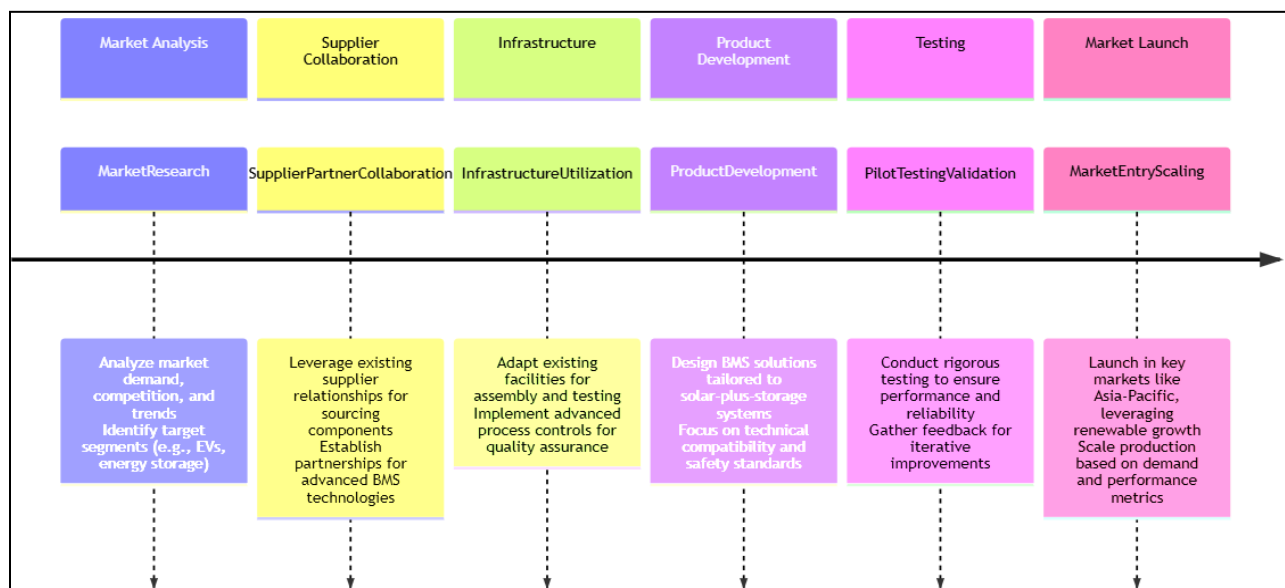 Market Analysis
Supplier
Collaboration
Infrastructure
Product
Development
Testing
Market Launch
MarketResearch
SupplierPartnerCollaboration
InfrastructureUtilization
ProductDevelopment
PilotTestingValidation
MarketEntryScaling
Analyze market
demand,
competition, and
trends
Identify target
segments (e.g., EVs,
energy storage)
Leverage existing
supplier
relationships for
sourcing
components
Establish
partnerships for
advanced BMS
technologies
Adapt existing
facilities for
assembly and testing
Implement advanced
process controls for
quality assurance
Design BMS solutions
tailored to
solar-plus-storage
systems
Focus on technical
compatibility and
safety standards
Conduct rigorous
testing to ensure
performance and
reliability
Gather feedback for
iterative
improvements
Launch in key
markets like
Asia-Pacific,
leveraging
renewable growth
Scale production
based on demand
and performance
metrics